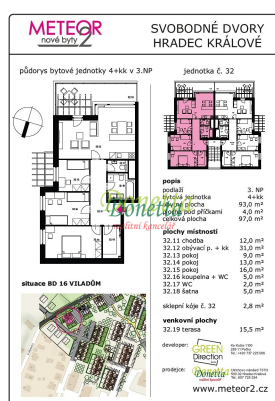 METEOR 2
nové byty
SVOBODNÉ DVORY
HRADEC KRÁLOVÉ
půdorys bytové jednotky 4+kk v 3.NP
jednotka č. 32
popis
podlaží 3. NP
bytová jednotka 4+kk
plocha 93,0 m²
pod příčkami 4,0 m²
celková plocha 97,0 m²
Donetta
realitní kancelář
plochy místností
32.11 chodba 12,0 m²
32.12 obývací p. + kk 31,0 m²
32.13 pokoj 9,0 m²
32.14 pokoj 13,0 m²
32.15 pokoj 16,0 m²
32.16 koupelna + WC 5,0 m²
32.17 WC 2,0 m²
32.18 šatna 5,0 m²
situace BD 16 VILADŮM
sklepní kóje č. 32 2,8 m²
venkovní plochy
32.19 terasa 15,5 m²
developer:
GREEN
Direction
prodejce:
Donetta
www.meteor2.cz